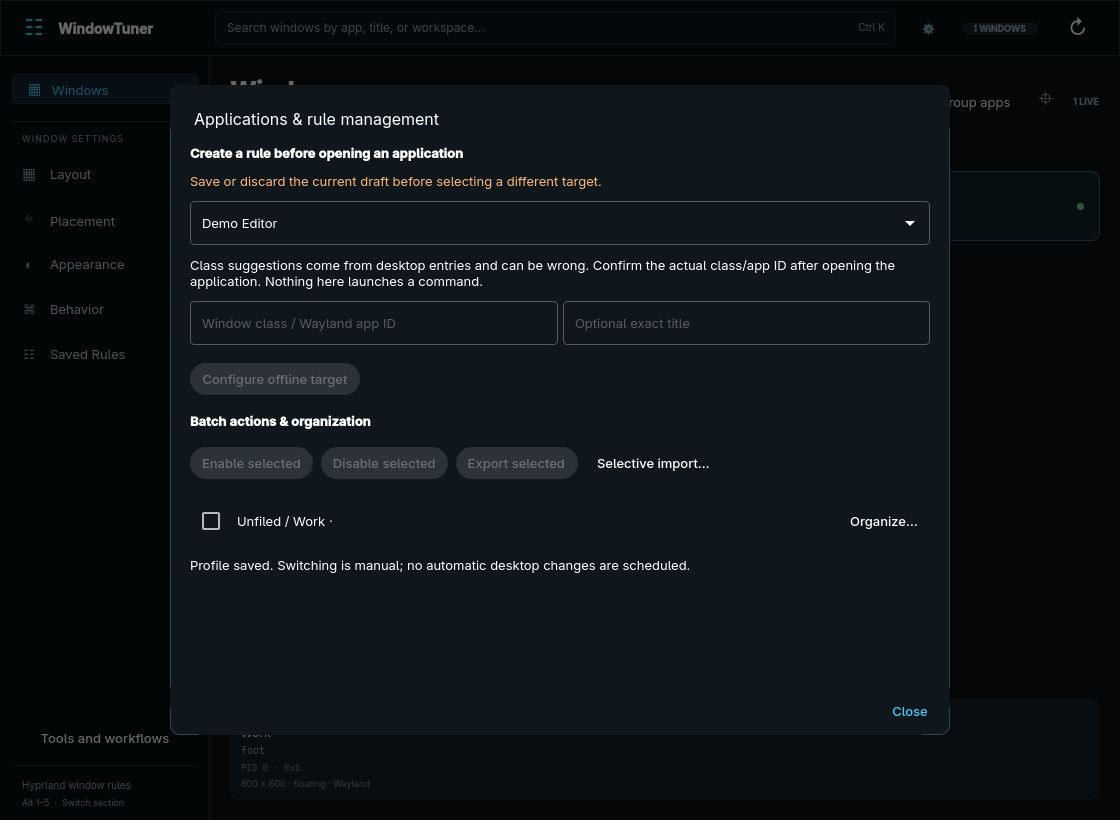 WindowTuner
Search windows by app, title, or workspace...
Ctrl K
1 WINDOWS
Windows
roup apps
1 LIVE
WINDOW SETTINGS
Layout
Placement
Appearance
Behavior
Saved Rules
Applications & rule management
Create a rule before opening an application
Save or discard the current draft before selecting a different target.
Demo Editor
Class suggestions come from desktop entries and can be wrong. Confirm the actual class/app ID after opening the
application. Nothing here launches a command.
Window class / Wayland app ID
Optional exact title
Configure offline target
Batch actions & organization
Enable selected
Disable selected
Export selected
Selective import...
Unfiled / Work ·
Organize...
Profile saved. Switching is manual; no automatic desktop changes are scheduled.
Close
Work
foot
PID 0 · 0x1
800 × 600 · floating · Wayland
Tools and workflows
Hyprland window rules
Alt 1–5 · Switch section